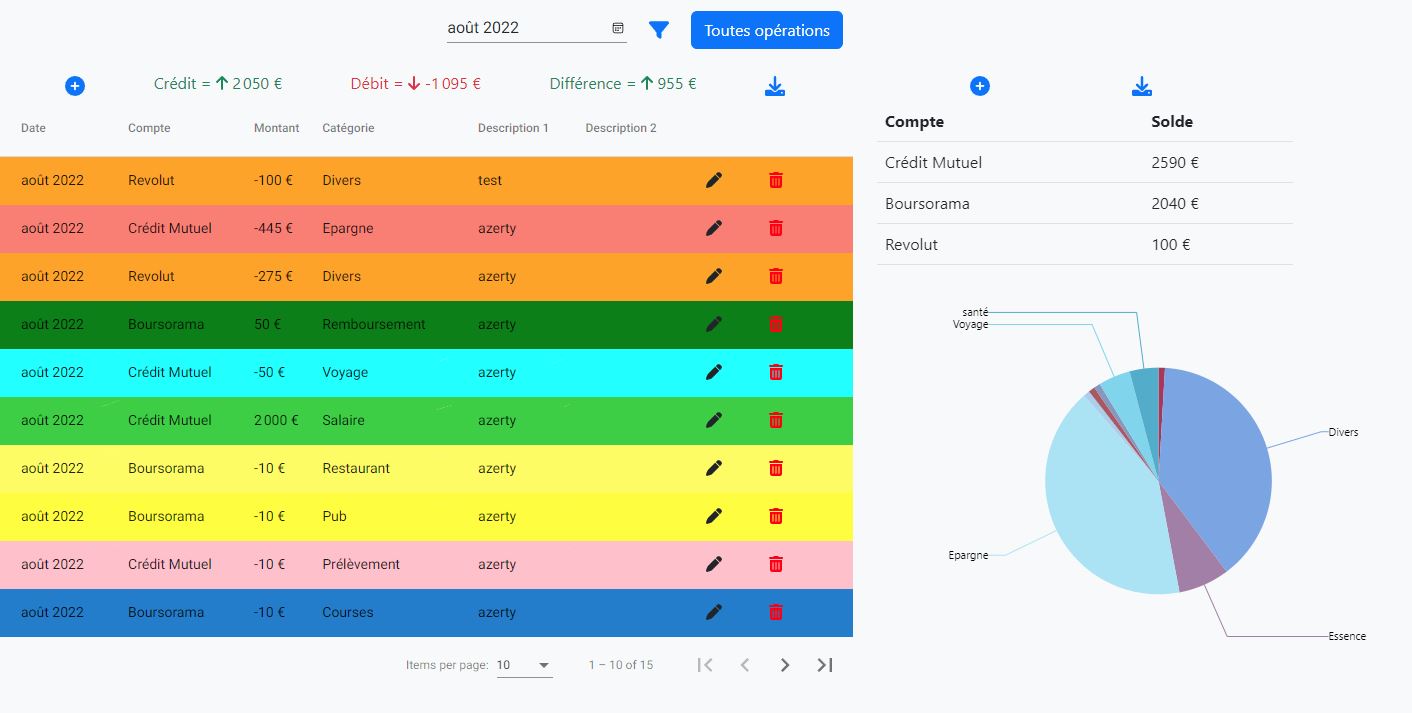 août 2022
Toutes opérations
Crédit = 2 050 € Débit = -1 095 € Différence = 955 €
Date Compte Montant Catégorie Description 1 Description 2
août 2022 Revolut -100 € Divers test
août 2022 Crédit Mutuel -445 € Epargne azerty
août 2022 Revolut -275 € Divers azerty
août 2022 Boursorama 50 € Remboursement azerty
août 2022 Crédit Mutuel -50 € Voyage azerty
août 2022 Crédit Mutuel 2 000 € Salaire azerty
août 2022 Boursorama -10 € Restaurant azerty
août 2022 Boursorama -10 € Pub azerty
août 2022 Crédit Mutuel -10 € Prélèvement azerty
août 2022 Boursorama -10 € Courses azerty
Items per page: 10 1 – 10 of 15
Compte Solde
Crédit Mutuel 2590 €
Boursorama 2040 €
Revolut 100 €
santé
Voyage
Divers
Epargne
Essence